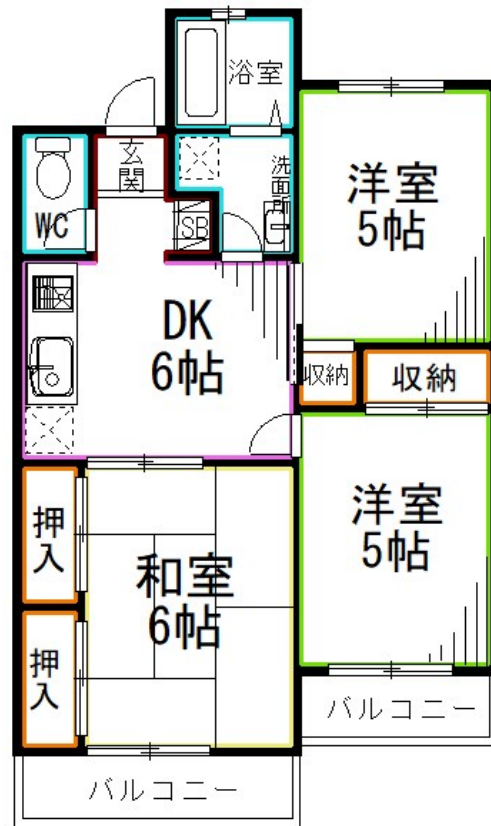 浴室
玄
関
洗
面
所
WC
SB
洋室
5帖
DK
6帖
収納
収納
押
入
和室
6帖
洋室
5帖
押
入
バルコニー
バルコニー